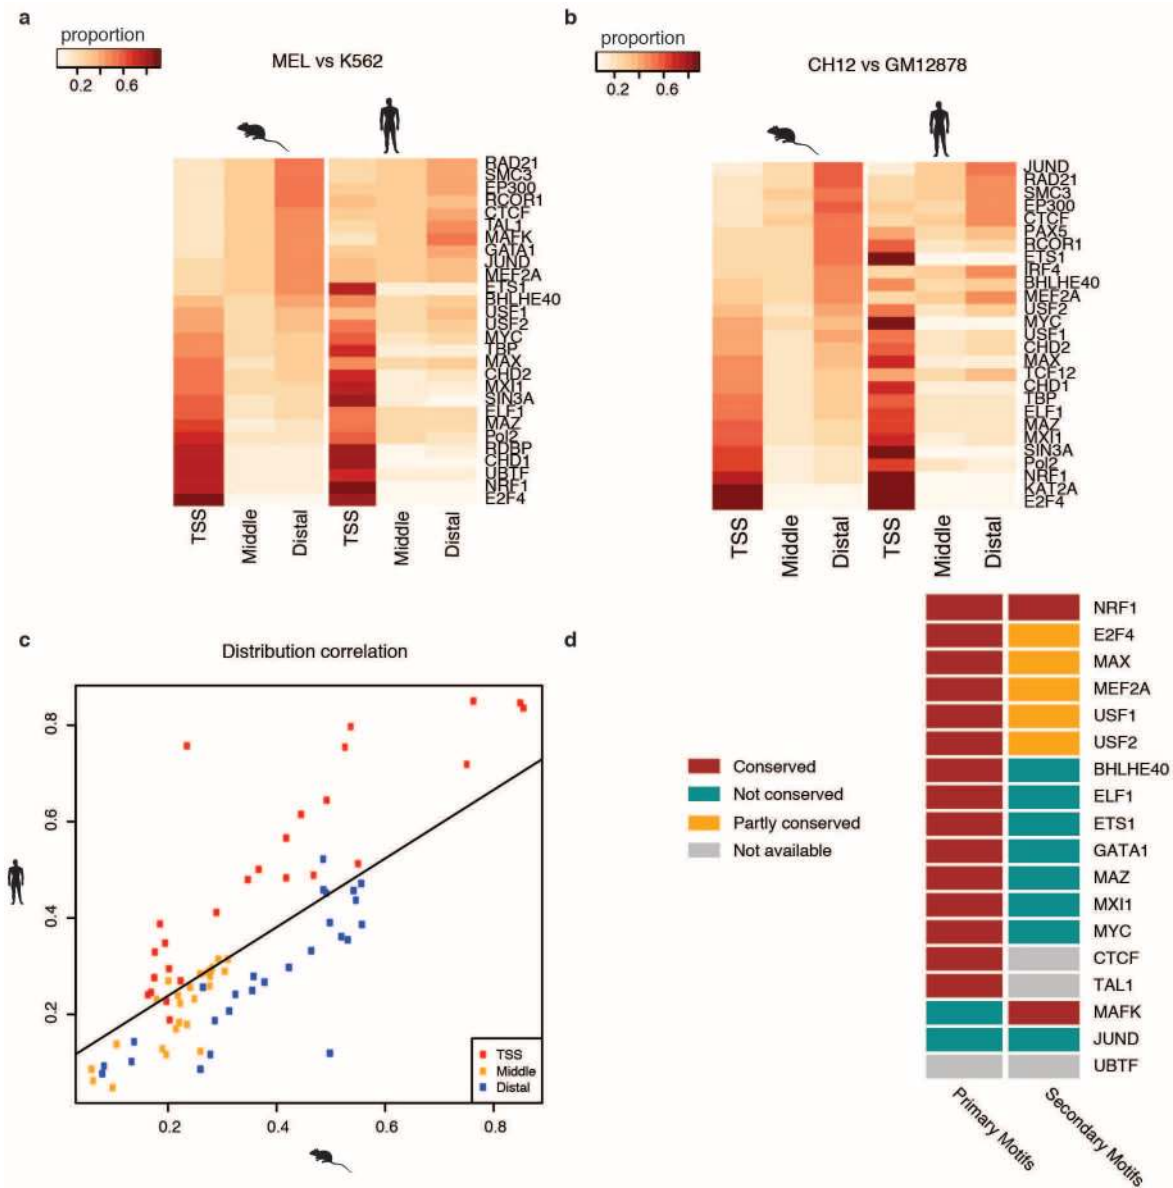 a
proportion
0.2 0.6
MEL vs K562
RAD21
SMC3
EP300
RCOR1
CTCF
TAL1
MAFK
GATA1
JUND
MEF2A
ETS1
BHLHE40
USF1
USF2
MYC
TBP
MAX
CHD2
MXI1
SIN3A
ELF1
MAZ
Pol2
RDBP
CHD1
UBTF
NRF1
E2F4
TSS Middle Distal TSS Middle Distal
b
proportion
0.2 0.6
CH12 vs GM12878
JUND
RAD21
SMC3
EP300
CTCF
PAX5
RCOR1
ETS1
IRF4
BHLHE40
MEF2A
USF2
MYC
USF1
CHD2
MAX
TCF12
CHD1
TBP
ELF1
MAZ
MXI1
SIN3A
Pol2
NRF1
KAT2A
E2F4
TSS Middle Distal TSS Middle Distal
c
Distribution correlation
0.8
0.6
0.4
0.2
TSS
Middle
Distal
0.2 0.4 0.6 0.8
d
Conserved
Not conserved
Partly conserved
Not available
NRF1
E2F4
MAX
MEF2A
USF1
USF2
BHLHE40
ELF1
ETS1
GATA1
MAZ
MXI1
MYC
CTCF
TAL1
MAFK
JUND
UBTF
Primary Motifs
Secondary Motifs